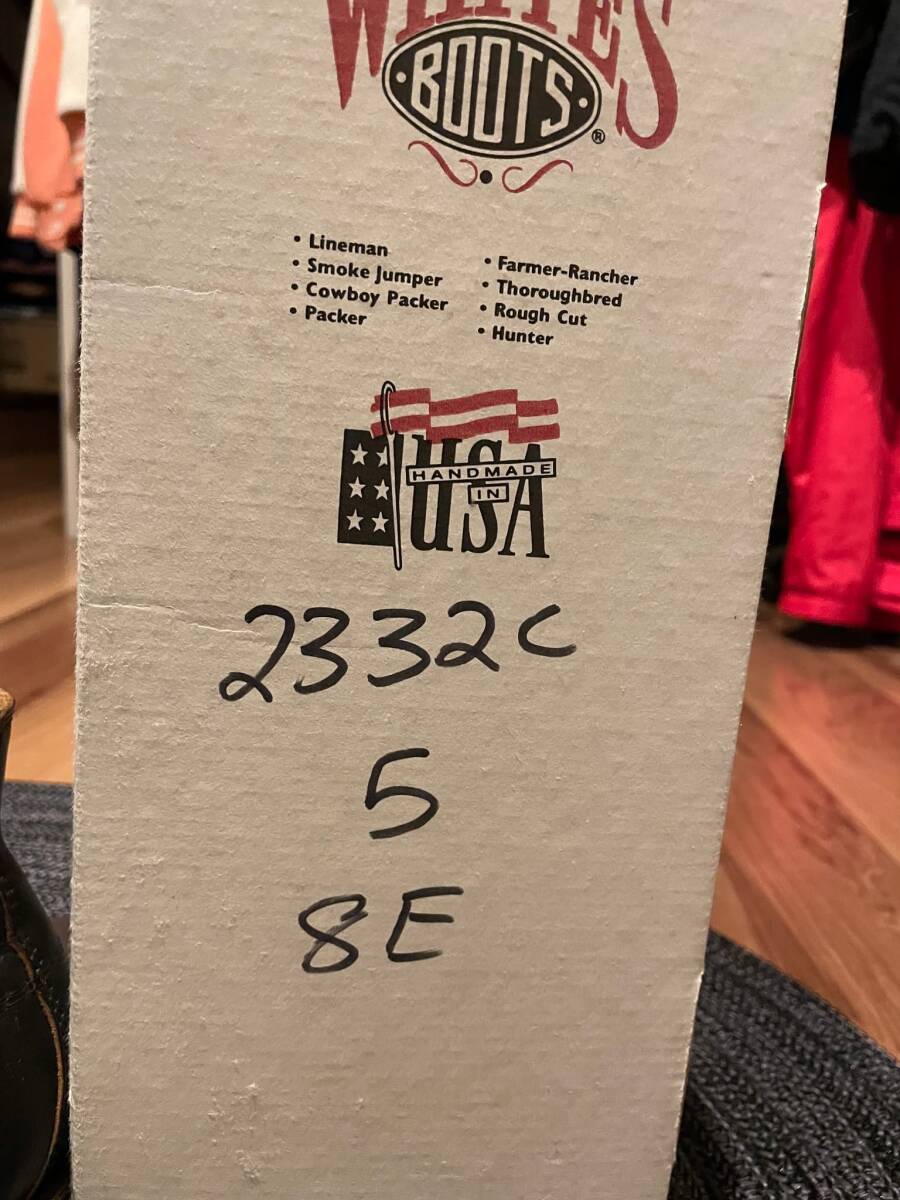 WHITE'S
BOOTS ®
• Lineman
• Smoke Jumper
• Cowboy Packer
• Packer
• Farmer-Rancher
• Thoroughbred
• Rough Cut
• Hunter
USA
HANDMADE
IN
2332C
5
8E